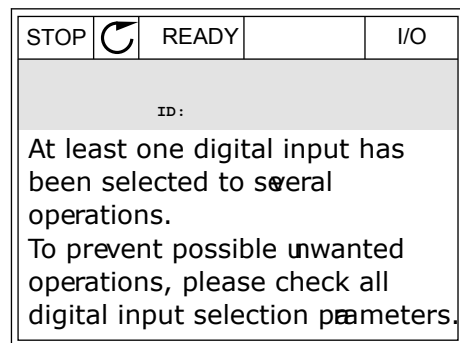 STOP READY I/O
ID:
At least one digital input has
been selected to several
operations.
To prevent possible unwanted
operations, please check all
digital input selection parameters.